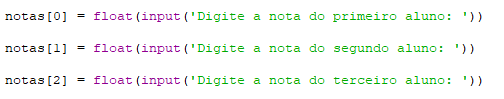 notas[0] = float(input('Digite a nota do primeiro aluno: '))
notas[1] = float(input('Digite a nota do segundo aluno: '))
notas[2] = float(input('Digite a nota do terceiro aluno: '))